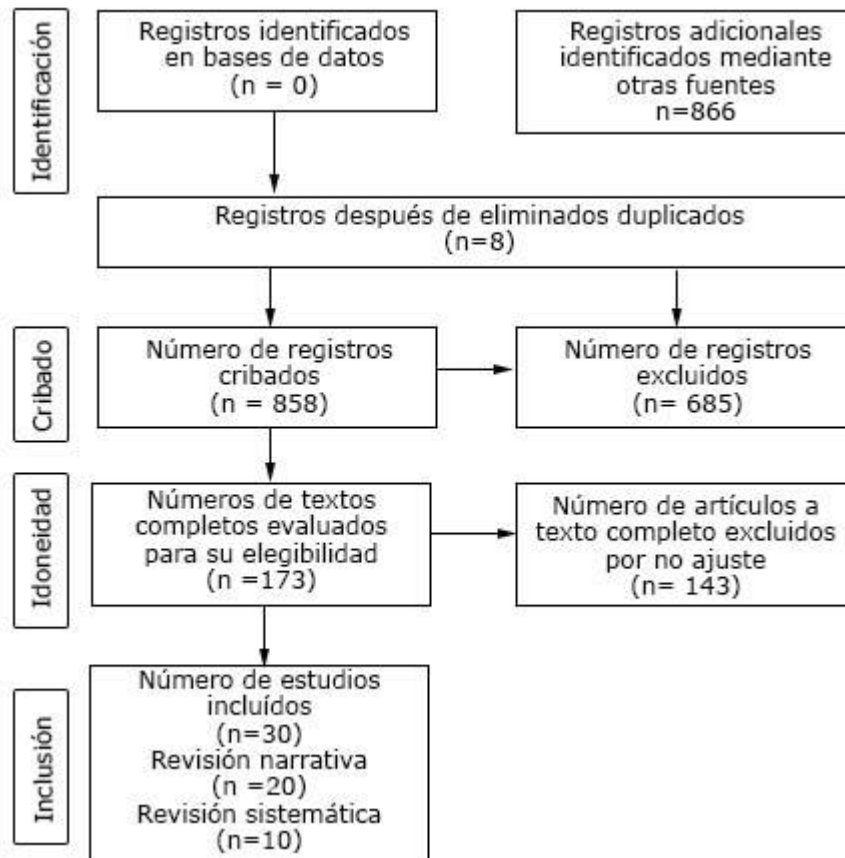 Identificación
Registros identificados
en bases de datos
(n = 0)
Registros adicionales
identificados mediante
otras fuentes
n=866
Registros después de eliminados duplicados
(n=8)
Cribado
Número de registros
cribados
(n = 858)
Número de registros
excluidos
(n= 685)
Idoneidad
Números de textos
completos evaluados
para su elegibilidad
(n =173)
Número de artículos a
texto completo excluidos
por no ajuste
(n= 143)
Inclusión
Número de estudios
incluídos
(n=30)
Revisión narrativa
(n =20)
Revisión sistemática
(n=10)